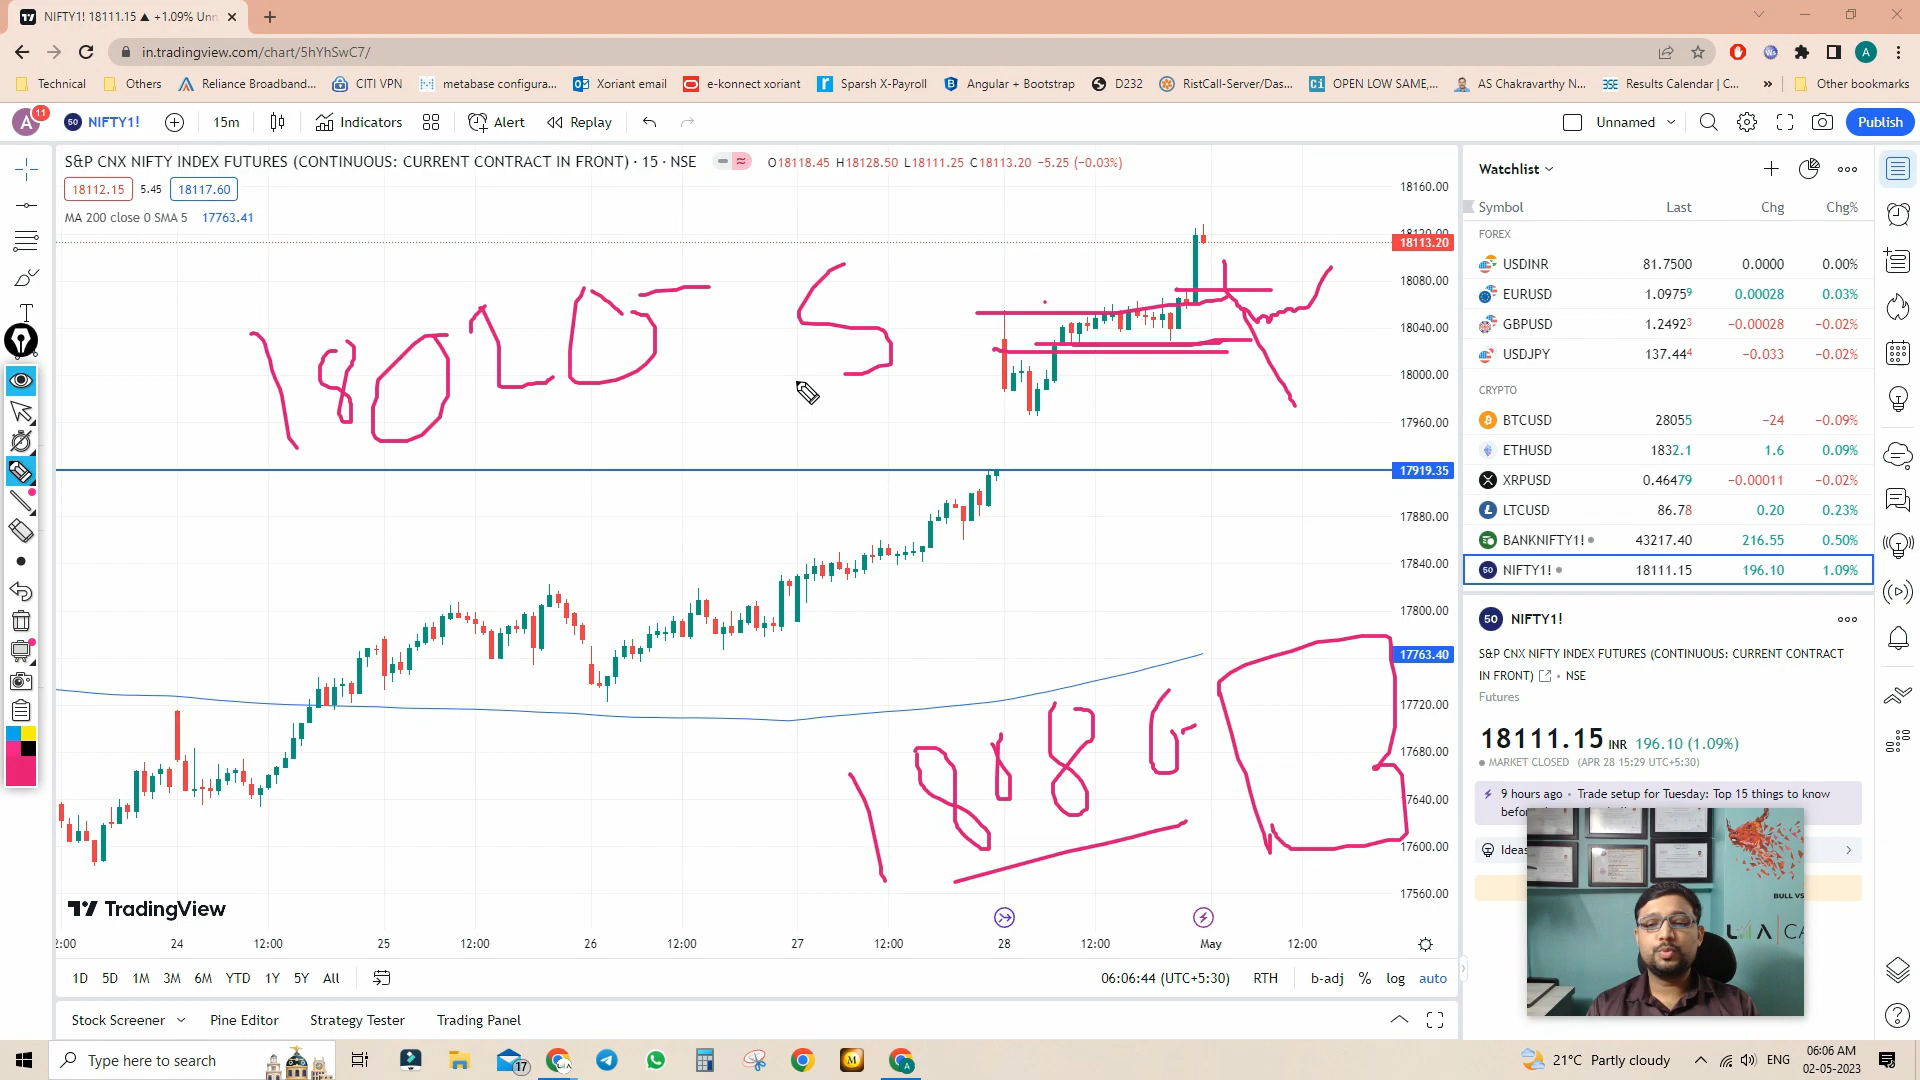 NIFTY1! 18111.15 ▲ +1.09% Unn
in.tradingview.com/chart/5hYhSwC7/
Technical Others Reliance Broadband... CITI VPN metabase configura... Xoriant email e-konnect xoriant Sparsh X-Payroll Angular + Bootstrap D232 RistCall-Server/Das... OPEN LOW SAME,... AS Chakravarthy N... Results Calendar | C... » Other bookmarks
A 11 NIFTY1! 15m Indicators Alert Replay Unnamed Publish
S&P CNX NIFTY INDEX FUTURES (CONTINUOUS: CURRENT CONTRACT IN FRONT) · 15 · NSE O18118.45 H18128.50 L18111.25 C18113.20 −5.25 (−0.03%)
18112.15 5.45 18117.60
MA 200 close 0 SMA 5 17763.41
18160.00
18120.00
18113.20
18080.00
18040.00
18000.00
17960.00
17919.35
17880.00
17840.00
17800.00
17763.40
17720.00
17680.00
17640.00
17600.00
17560.00
TradingView
2:00 24 12:00 25 12:00 26 12:00 27 12:00 28 12:00 May 12:00
1D 5D 1M 3M 6M YTD 1Y 5Y All 06:06:44 (UTC+5:30) RTH b-adj % log auto
Stock Screener Pine Editor Strategy Tester Trading Panel
Watchlist
Symbol Last Chg Chg%
FOREX
USDINR 81.7500 0.0000 0.00%
EURUSD 1.09759 0.00028 0.03%
GBPUSD 1.24923 −0.00028 −0.02%
USDJPY 137.444 −0.033 −0.02%
CRYPTO
BTCUSD 28055 −24 −0.09%
ETHUSD 1832.1 1.6 0.09%
XRPUSD 0.46479 −0.00011 −0.02%
LTCUSD 86.78 0.20 0.23%
BANKNIFTY1! 43217.40 216.55 0.50%
50 NIFTY1! 18111.15 196.10 1.09%
50 NIFTY1!
S&P CNX NIFTY INDEX FUTURES (CONTINUOUS: CURRENT CONTRACT
IN FRONT) • NSE
Futures
18111.15 INR 196.10 (1.09%)
MARKET CLOSED (APR 28 15:29 UTC+5:30)
9 hours ago • Trade setup for Tuesday: Top 15 things to know
Ideas
BULL VS
Type here to search
17
21°C Partly cloudy ENG 06:06 AM
02-05-2023